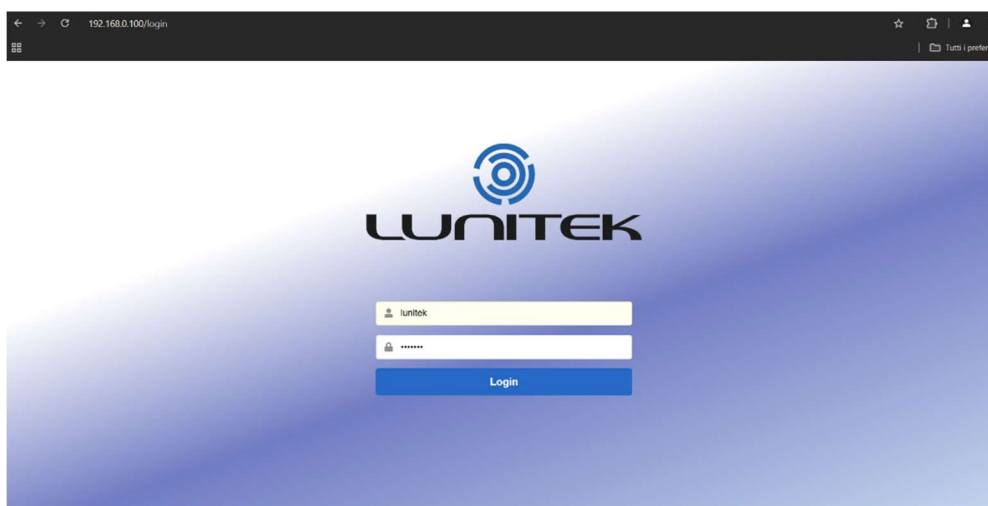 192.168.0.100/login
Tutti i prefer
LUNITEK
lunitek
•••••••
Login